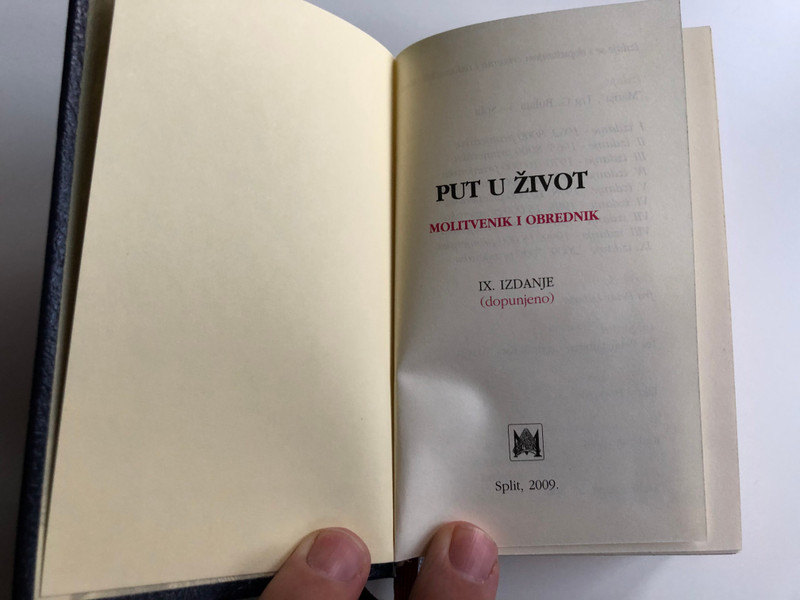 PUT U ŽIVOT
MOLITVENIK I OBREDNIK
IX. IZDANJE
(dopunjeno)
Split, 2009.